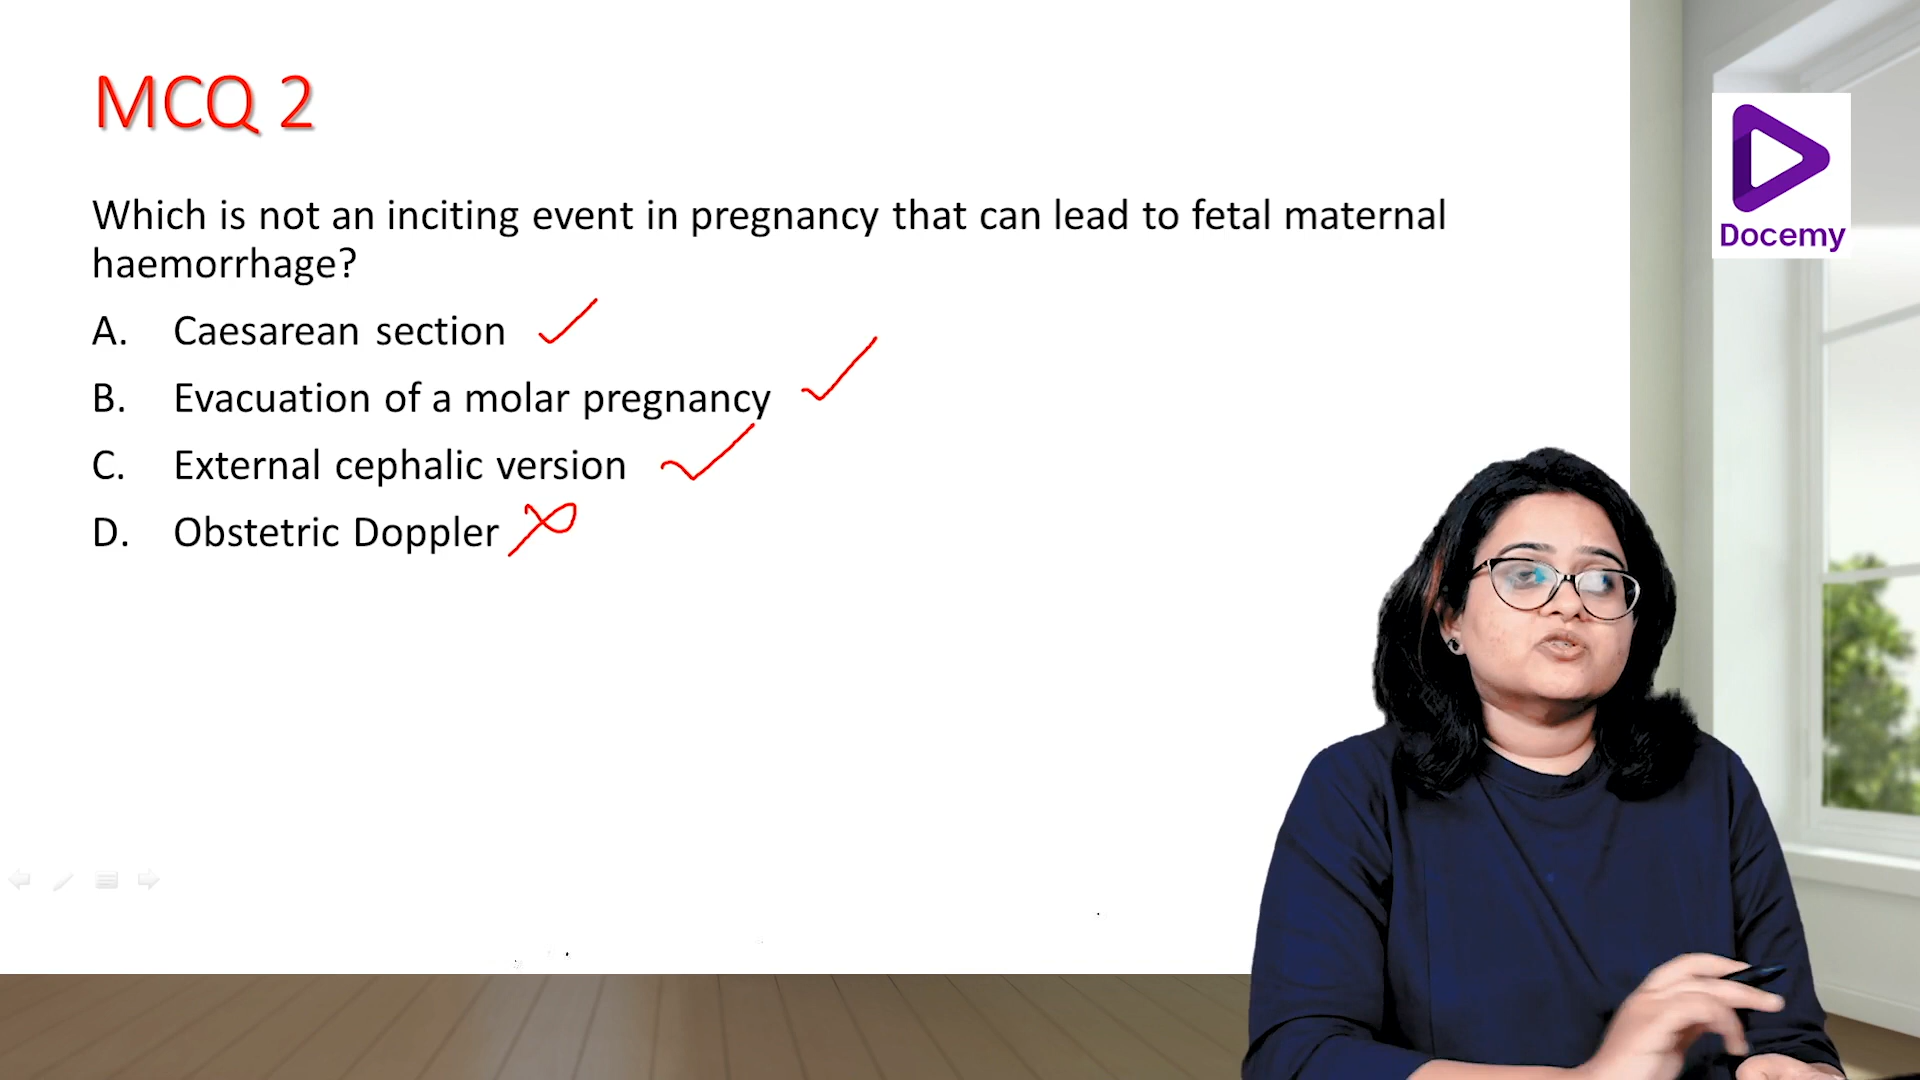 MCQ 2
Which is not an inciting event in pregnancy that can lead to fetal maternal
haemorrhage?
A. Caesarean section
B. Evacuation of a molar pregnancy
C. External cephalic version
D. Obstetric Doppler
Docemy